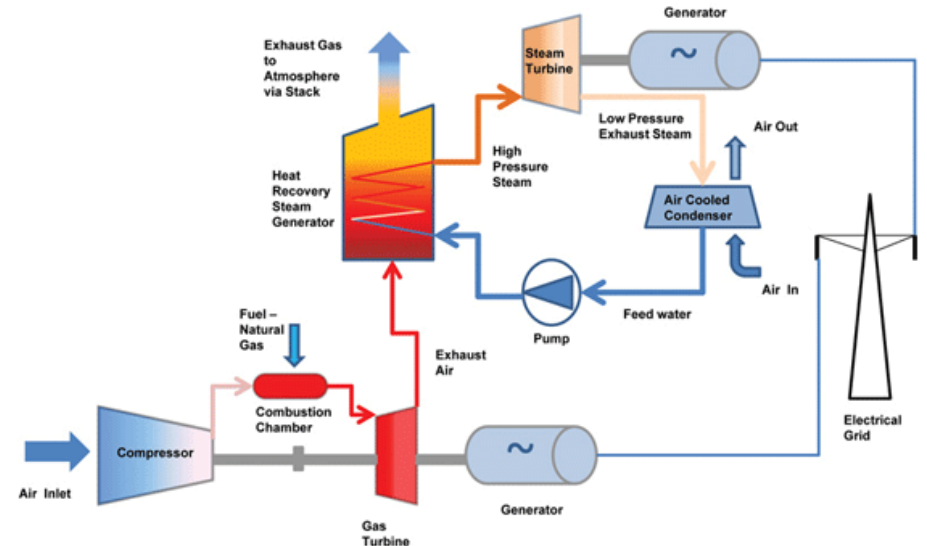 Generator
Exhaust Gas
to
Atmosphere
via Stack
Steam
Turbine
~
Low Pressure
Exhaust Steam
Air Out
High
Pressure
Steam
Heat
Recovery
Steam
Generator
Air Cooled
Condenser
Air In
Feed water
Pump
Fuel –
Natural
Gas
Exhaust
Air
Combustion
Chamber
Electrical
Grid
Compressor
~
Air Inlet
Generator
Gas
Turbine